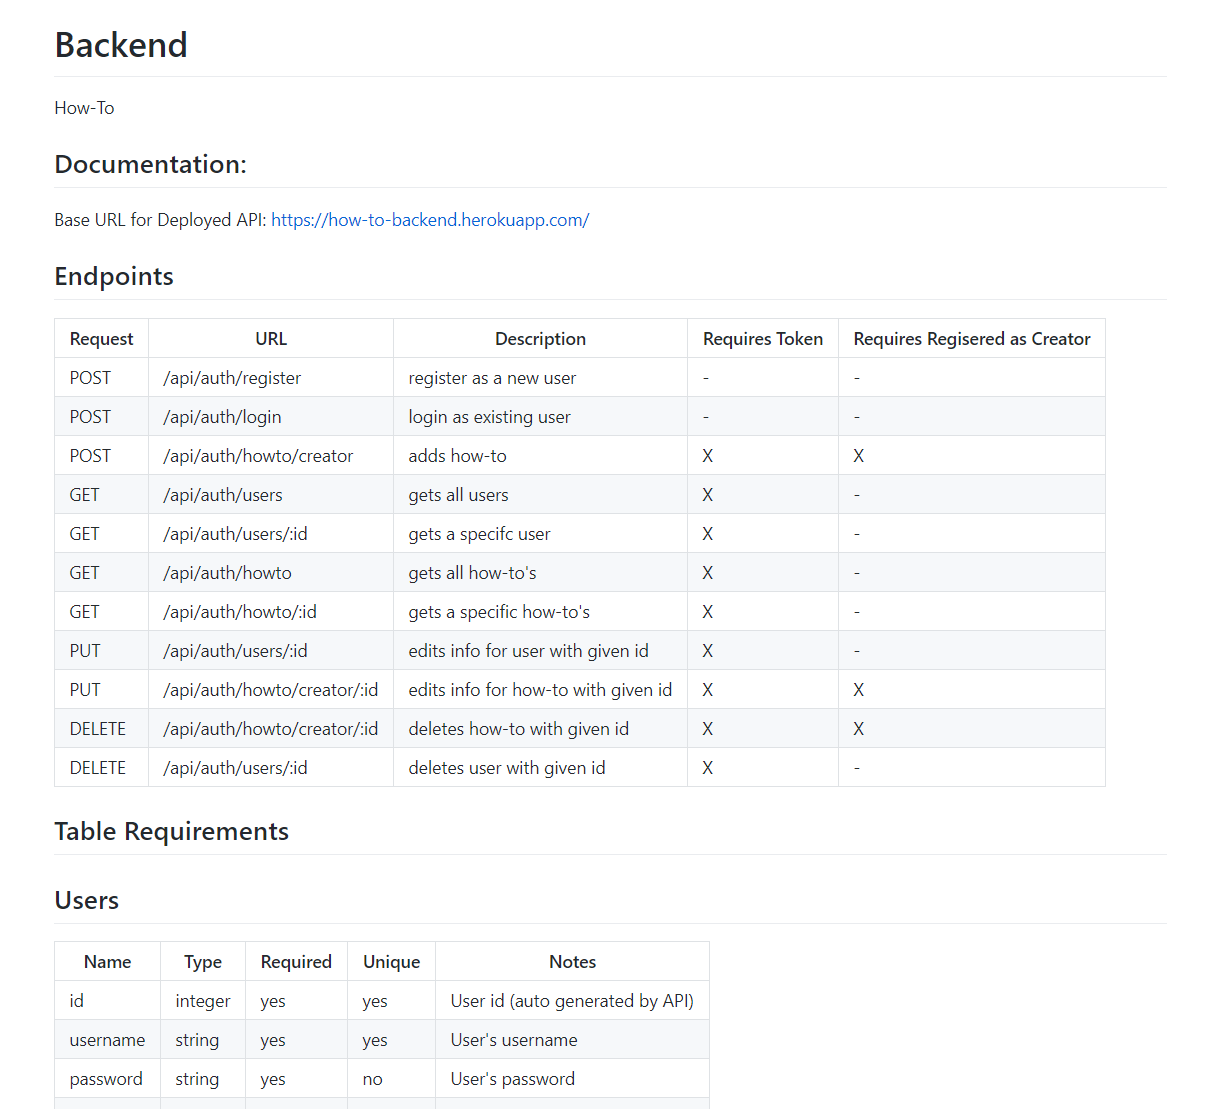 Backend
How-To
Documentation:
Base URL for Deployed API: https://how-to-backend.herokuapp.com/
Endpoints
Request URL Description Requires Token Requires Regisered as Creator
POST /api/auth/register register as a new user - -
POST /api/auth/login login as existing user - -
POST /api/auth/howto/creator adds how-to X X
GET /api/auth/users gets all users X -
GET /api/auth/users/:id gets a specifc user X -
GET /api/auth/howto gets all how-to's X -
GET /api/auth/howto/:id gets a specific how-to's X -
PUT /api/auth/users/:id edits info for user with given id X -
PUT /api/auth/howto/creator/:id edits info for how-to with given id X X
DELETE /api/auth/howto/creator/:id deletes how-to with given id X X
DELETE /api/auth/users/:id deletes user with given id X -
Table Requirements
Users
Name Type Required Unique Notes
id integer yes yes User id (auto generated by API)
username string yes yes User's username
password string yes no User's password